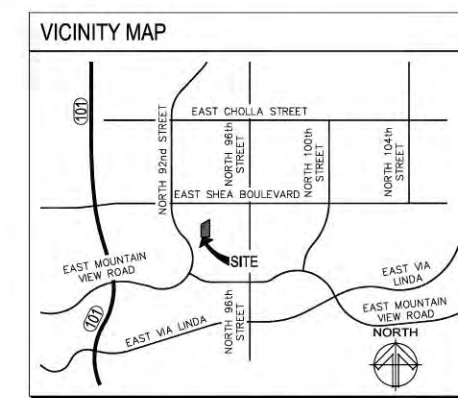 VICINITY MAP
101
NORTH 92nd STREET
EAST CHOLLA STREET
NORTH 96th
STREET
NORTH 100th
STREET
NORTH 104th
STREET
EAST SHEA BOULEVARD
SITE
EAST MOUNTAIN
VIEW ROAD
101
EAST VIA LINDA
NORTH 96th
STREET
EAST VIA
LINDA
EAST MOUNTAIN
VIEW ROAD
NORTH